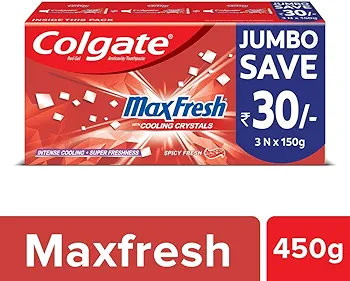 INSIDE THIS PACK
Colgate
Red Gel
Anticavity Toothpaste
MaxFresh
WITH
COOLING CRYSTALS
INTENSE COOLING • SUPER FRESHNESS
SPICY FRESH
JUMBO
SAVE
₹30/-
3 N x 150g
Maxfresh
450g